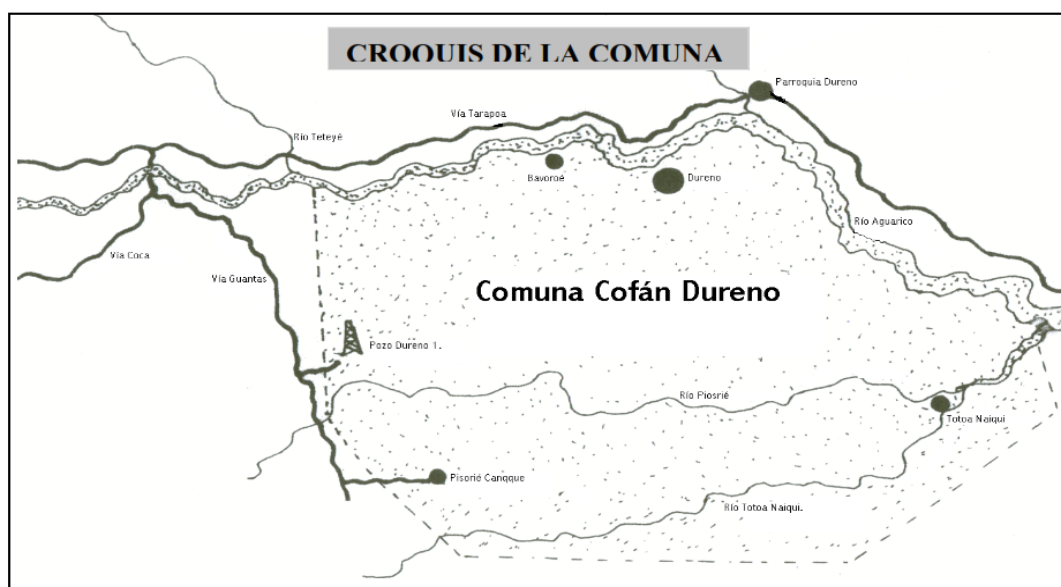 CROQUIS DE LA COMUNA
Parroquia Dureno
Vía Tarapoa
Río Teteyé
Bavoroé
Dureno
Río Aguarico
Vía Coca
Vía Guantas
Comuna Cofán Dureno
Pozo Dureno 1.
Río Piosrié
Totoa Naiqui
Pisorié Canqque
Río Totoa Naiqui.